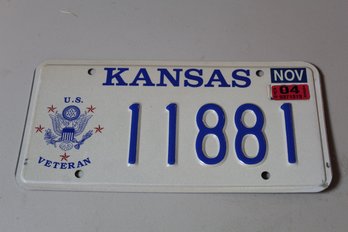 KANSAS
NOV
04
U.S.
11881
VETERAN